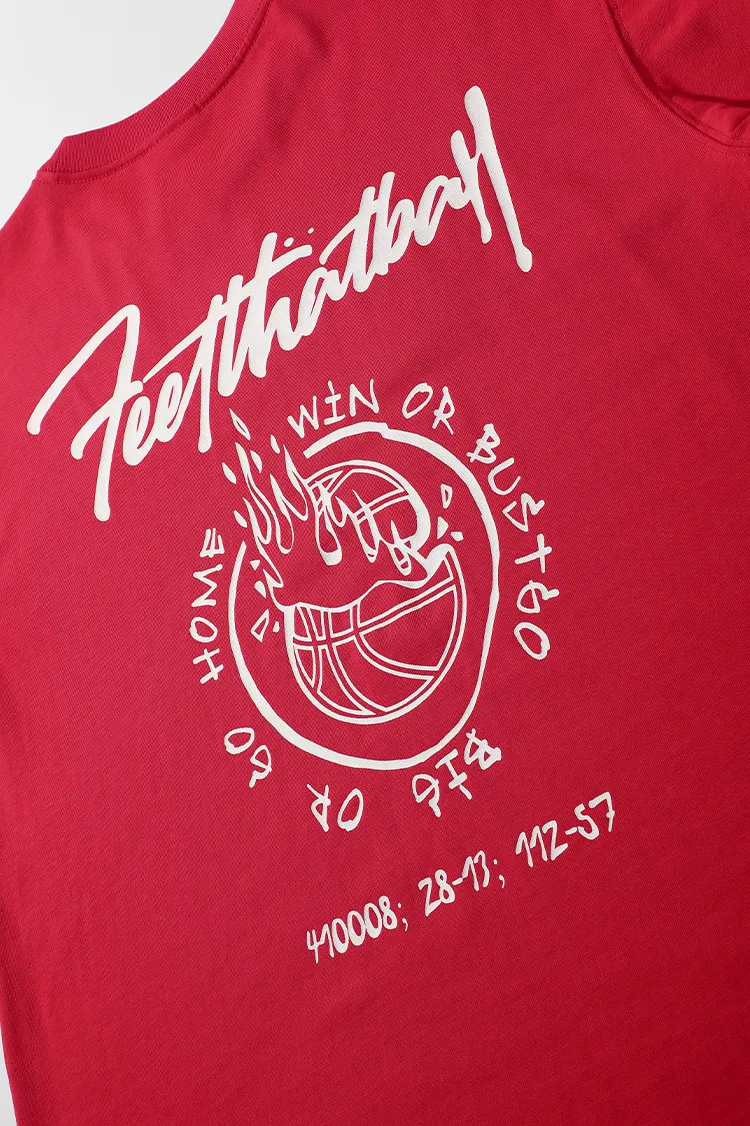 Feelthatball
WIN OR BUST GO
BIG OR GO HOME
410008; 28-13; 112-57